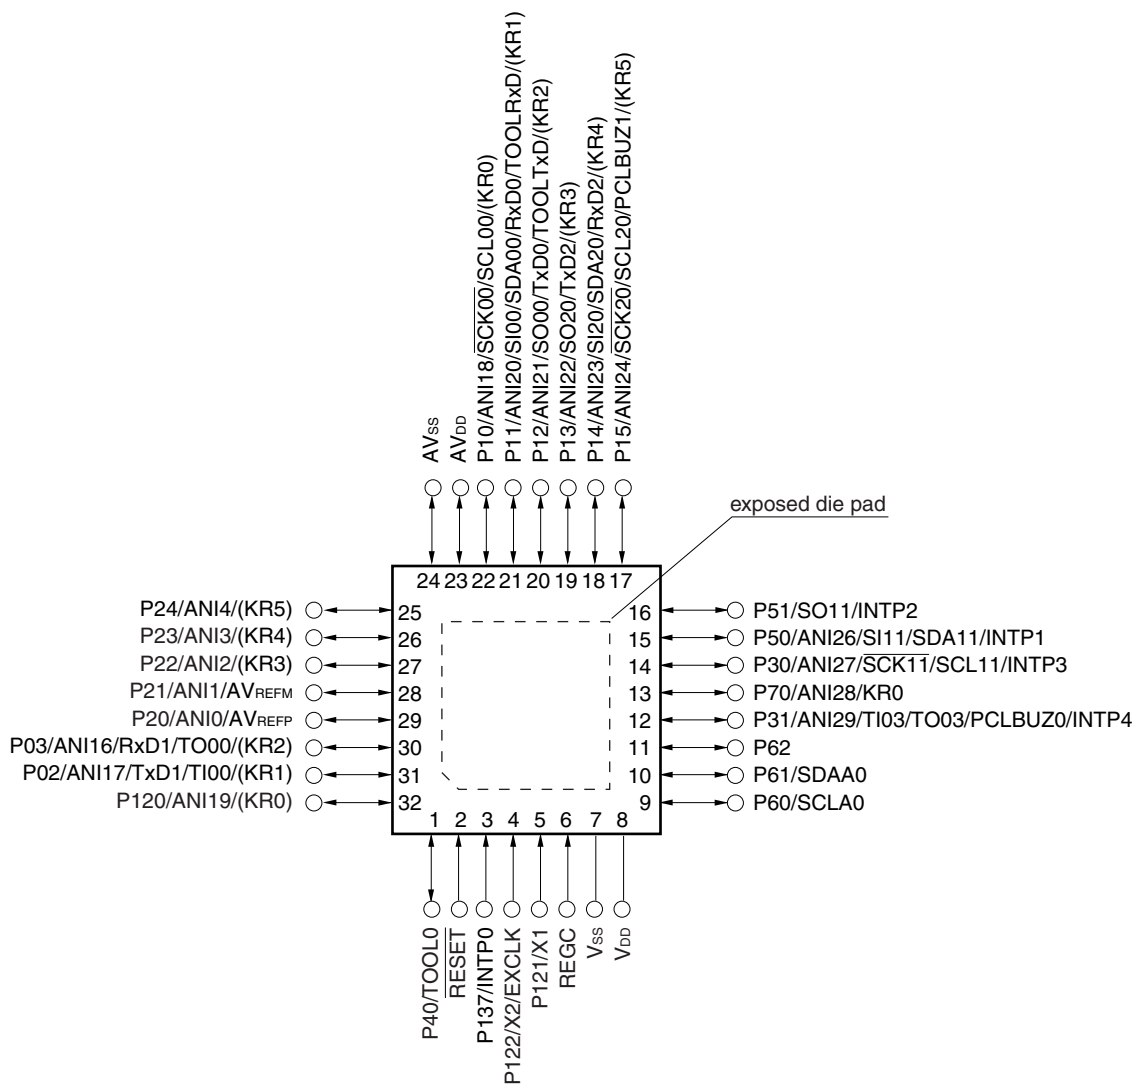 AVSS
AVDD
P10/ANI18/SCK00/SCL00/(KR0)
P11/ANI20/SI00/SDA00/RxD0/TOOLRxD/(KR1)
P12/ANI21/SO00/TxD0/TOOLTxD/(KR2)
P13/ANI22/SO20/TxD2/(KR3)
P14/ANI23/SI20/SDA20/RxD2/(KR4)
P15/ANI24/SCK20/SCL20/PCLBUZ1/(KR5)
exposed die pad
24 23 22 21 20 19 18 17
P24/ANI4/(KR5) 25
P23/ANI3/(KR4) 26
P22/ANI2/(KR3) 27
P21/ANI1/AVREFM 28
P20/ANI0/AVREFP 29
P03/ANI16/RxD1/TO00/(KR2) 30
P02/ANI17/TxD1/TI00/(KR1) 31
P120/ANI19/(KR0) 32
16 P51/SO11/INTP2
15 P50/ANI26/SI11/SDA11/INTP1
14 P30/ANI27/SCK11/SCL11/INTP3
13 P70/ANI28/KR0
12 P31/ANI29/TI03/TO03/PCLBUZ0/INTP4
11 P62
10 P61/SDAA0
9 P60/SCLA0
1 2 3 4 5 6 7 8
P40/TOOL0
RESET
P137/INTP0
P122/X2/EXCLK
P121/X1
REGC
VSS
VDD